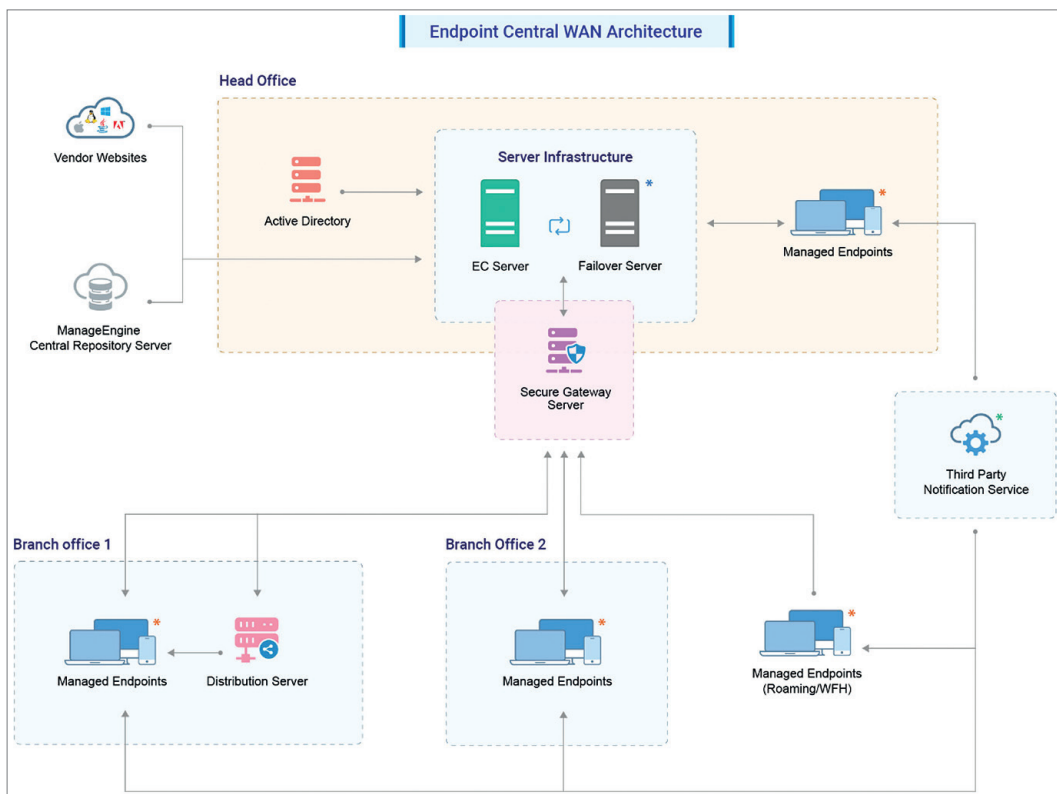 Endpoint Central WAN Architecture
Head Office
Vendor Websites
Server Infrastructure
*
*
Active Directory
EC Server
Failover Server
Managed Endpoints
ManageEngine
Central Repository Server
Secure Gateway
Server
*
Third Party
Notification Service
Branch office 1
Branch Office 2
*
*
*
Managed Endpoints
Distribution Server
Managed Endpoints
Managed Endpoints
(Roaming/WFH)